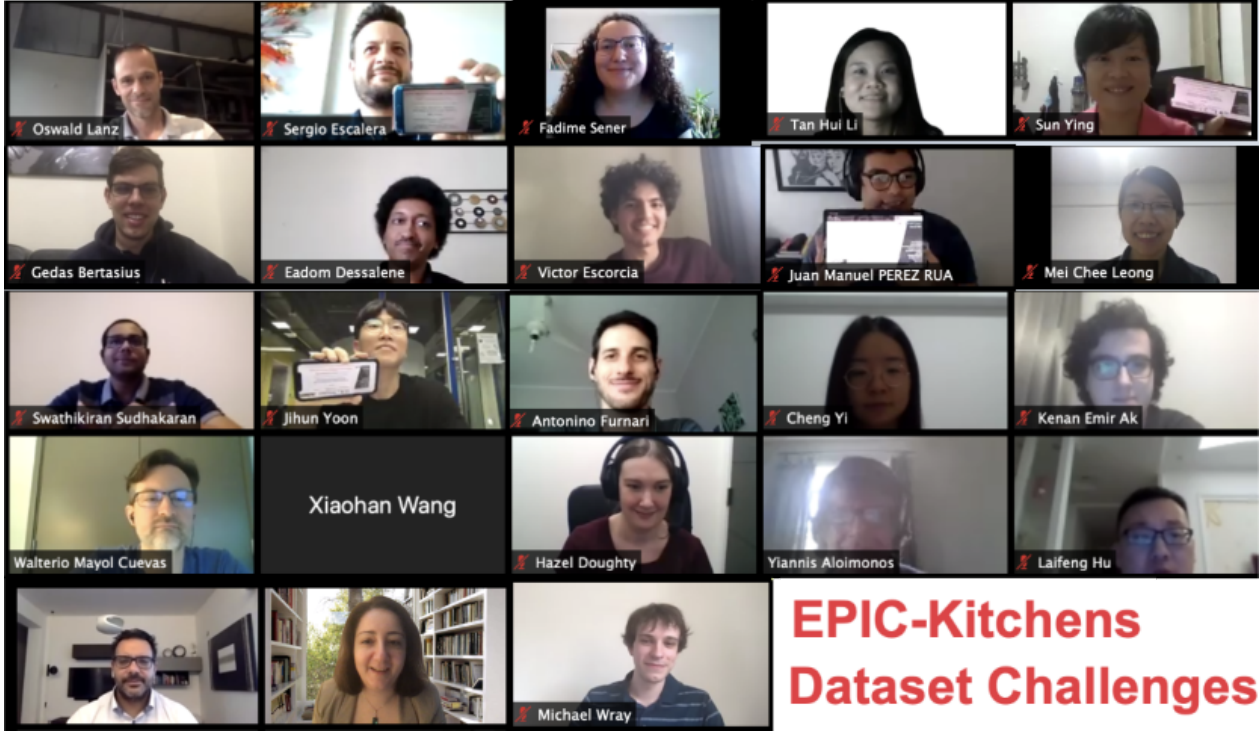 Oswald Lanz
Sergio Escalera
Fadime Sener
Tan Hui Li
Sun Ying
Gedas Bertasius
Eadom Dessalene
Victor Escorcia
Juan Manuel PEREZ RUA
Mei Chee Leong
Swathikiran Sudhakaran
Jihun Yoon
Antonino Furnari
Cheng Yi
Kenan Emir Ak
Walterio Mayol Cuevas
Xiaohan Wang
Hazel Doughty
Yiannis Aloimonos
Laifeng Hu
Michael Wray
EPIC-Kitchens
Dataset Challenges